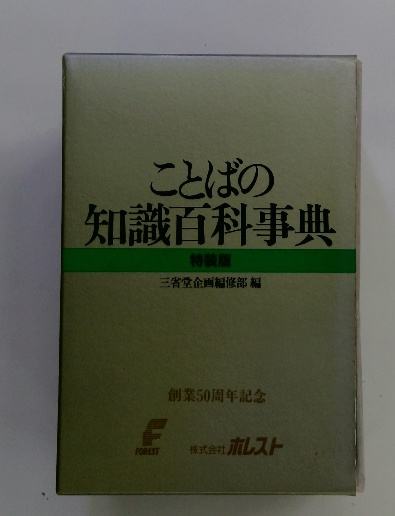 ことばの
知識百科事典
特装版
三省堂企画編修部 編
創業50周年記念
FOREST
株式会社ホレスト